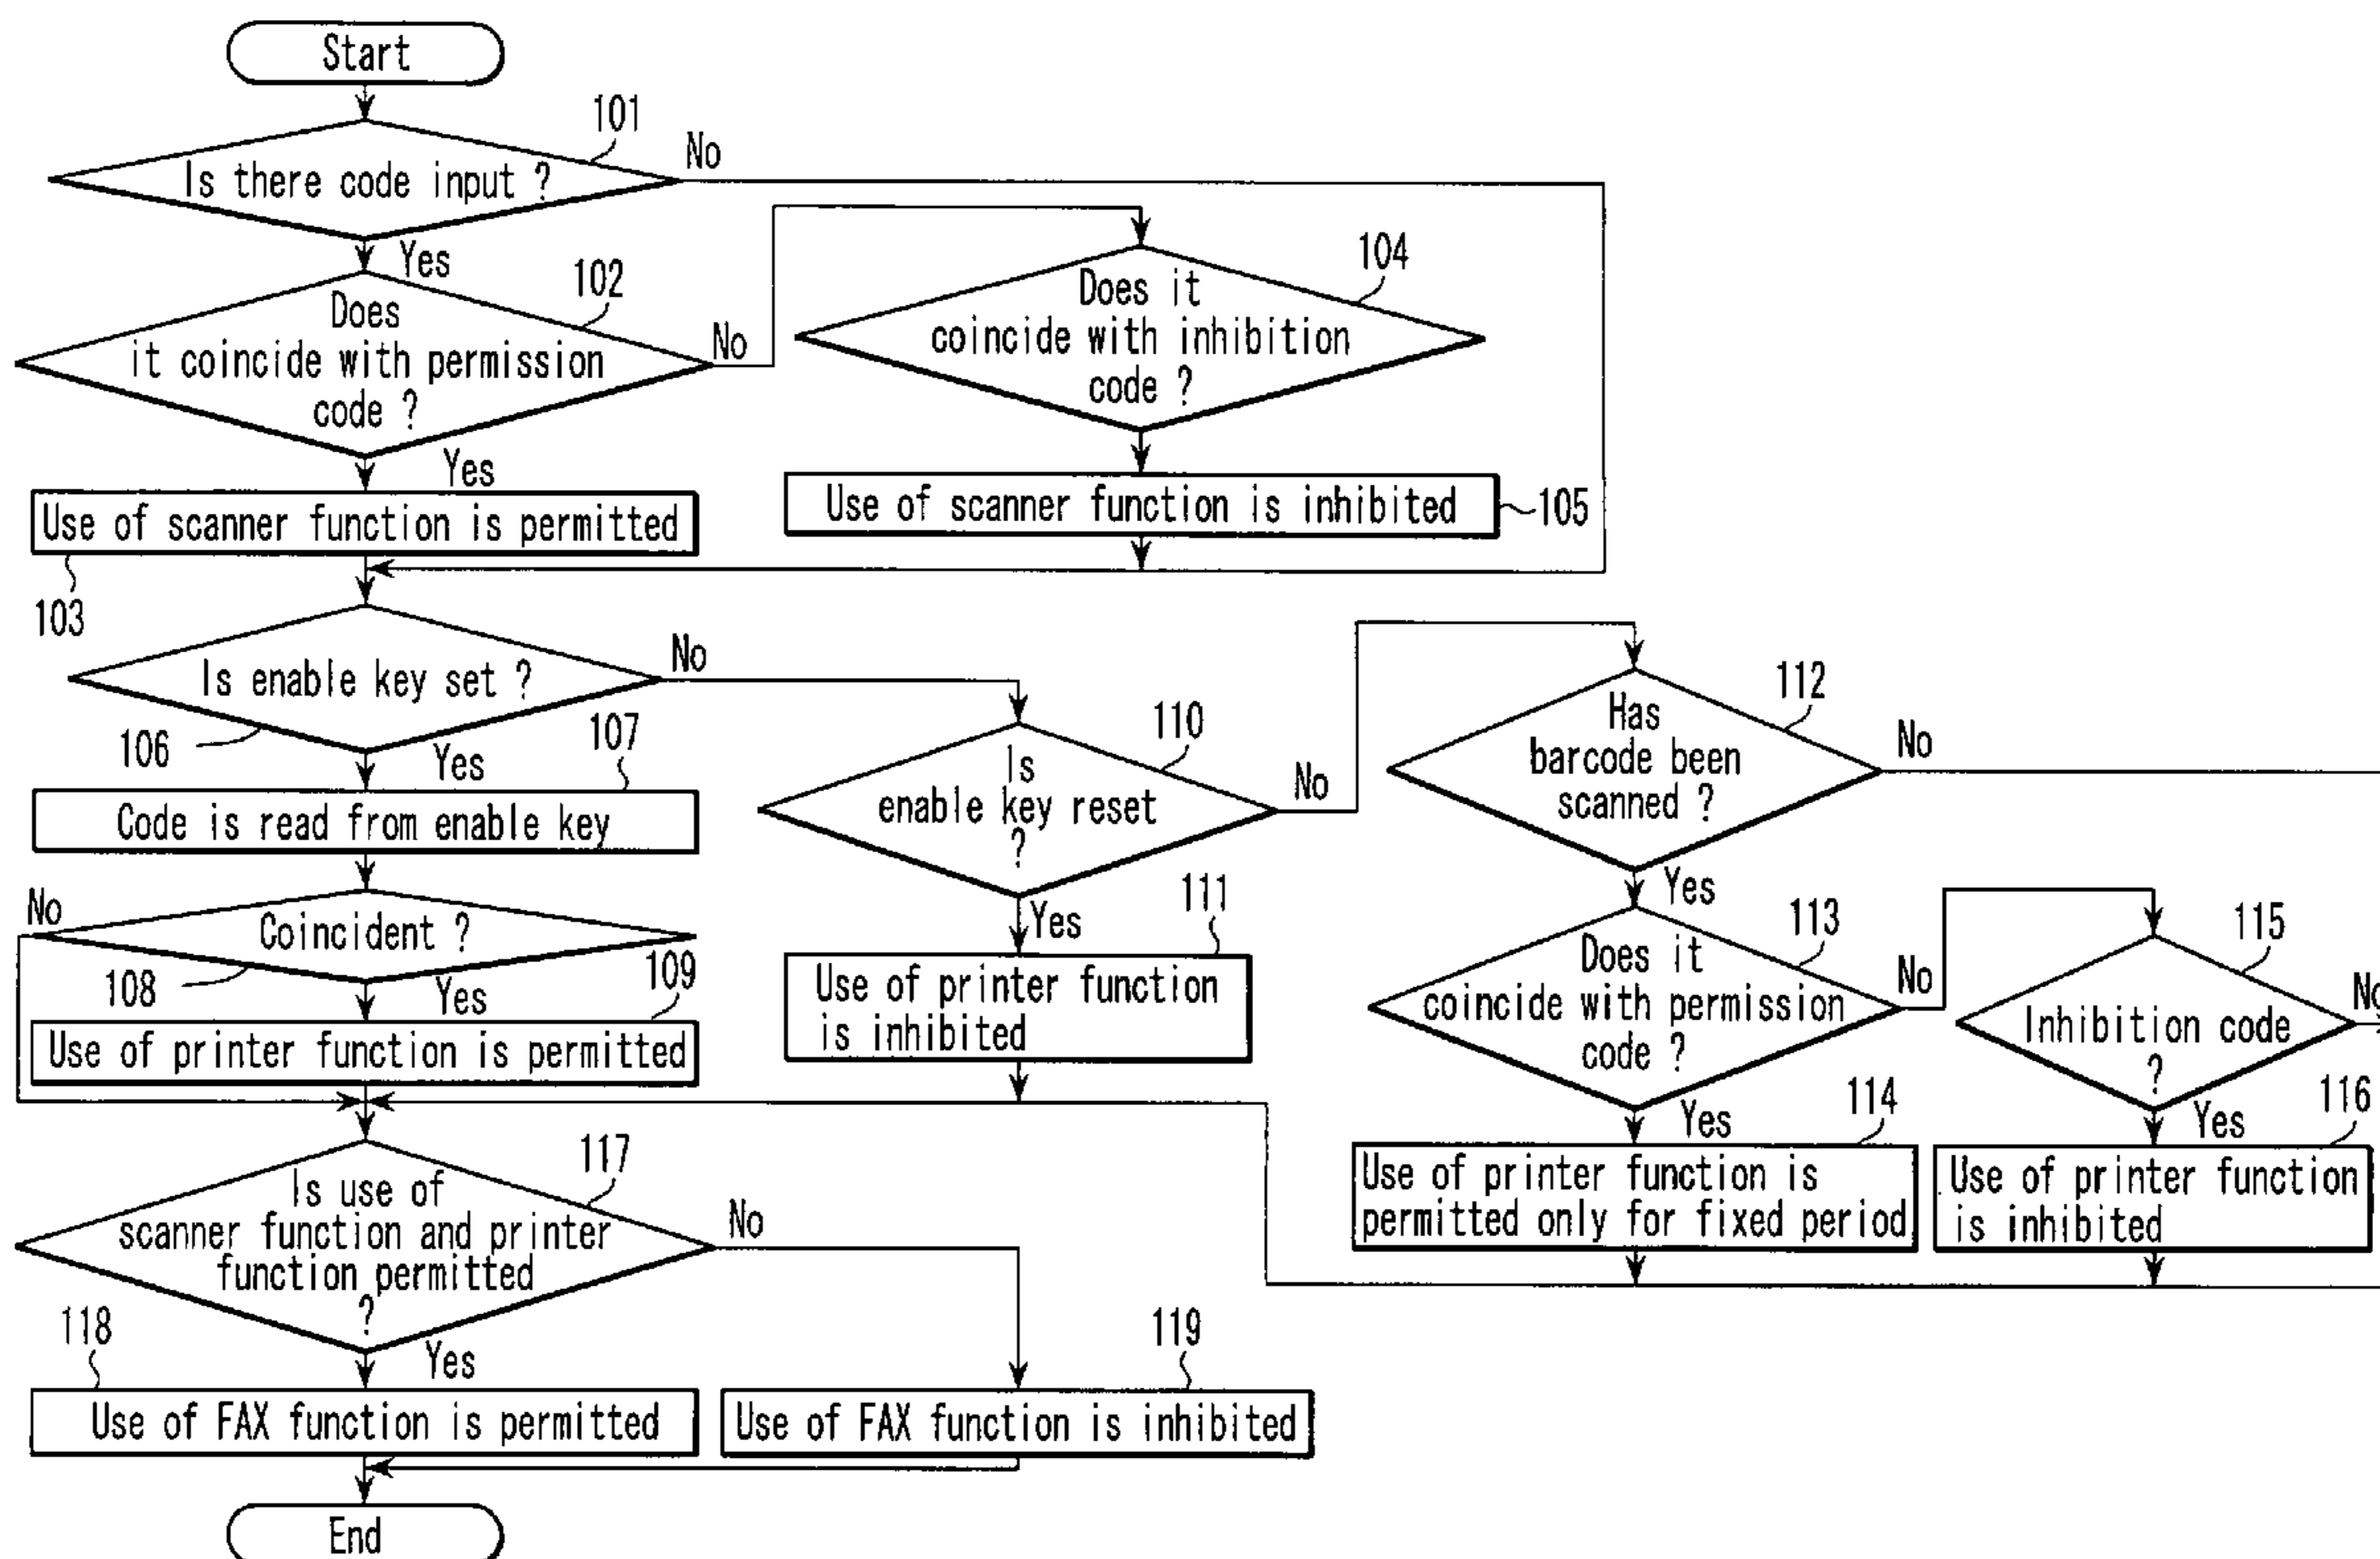 Start
101
No
Is there code input ?
Yes
102
Does
it coincide with permission
code ?
No
104
Does it
coincide with inhibition
code ?
Yes
Use of scanner function is permitted
103
Use of scanner function is inhibited
105
Is enable key set ?
No
106
Yes
107
Code is read from enable key
110
Is
enable key reset
?
No
112
Has
barcode been
scanned ?
No
Yes
No
Coincident ?
108
Yes
109
Use of printer function is permitted
Yes
111
Use of printer function
is inhibited
113
Does it
coincide with permission
code ?
No
115
Inhibition code
?
No
Yes
114
Use of printer function is
permitted only for fixed period
Yes
116
Use of printer function
is inhibited
117
Is use of
scanner function and printer
function permitted
?
No
118
Yes
Use of FAX function is permitted
119
Use of FAX function is inhibited
End